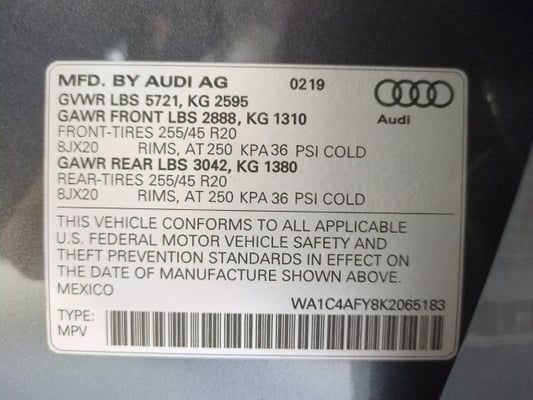 MFD. BY AUDI AG 0219
GVWR LBS 5721, KG 2595
GAWR FRONT LBS 2888, KG 1310
Audi
FRONT-TIRES 255/45 R20
8JX20 RIMS, AT 250 KPA 36 PSI COLD
GAWR REAR LBS 3042, KG 1380
REAR-TIRES 255/45 R20
8JX20 RIMS, AT 250 KPA 36 PSI COLD
THIS VEHICLE CONFORMS TO ALL APPLICABLE
U.S. FEDERAL MOTOR VEHICLE SAFETY AND
THEFT PREVENTION STANDARDS IN EFFECT ON
THE DATE OF MANUFACTURE SHOWN ABOVE.
MEXICO
WA1C4AFY8K2065183
TYPE:
MPV